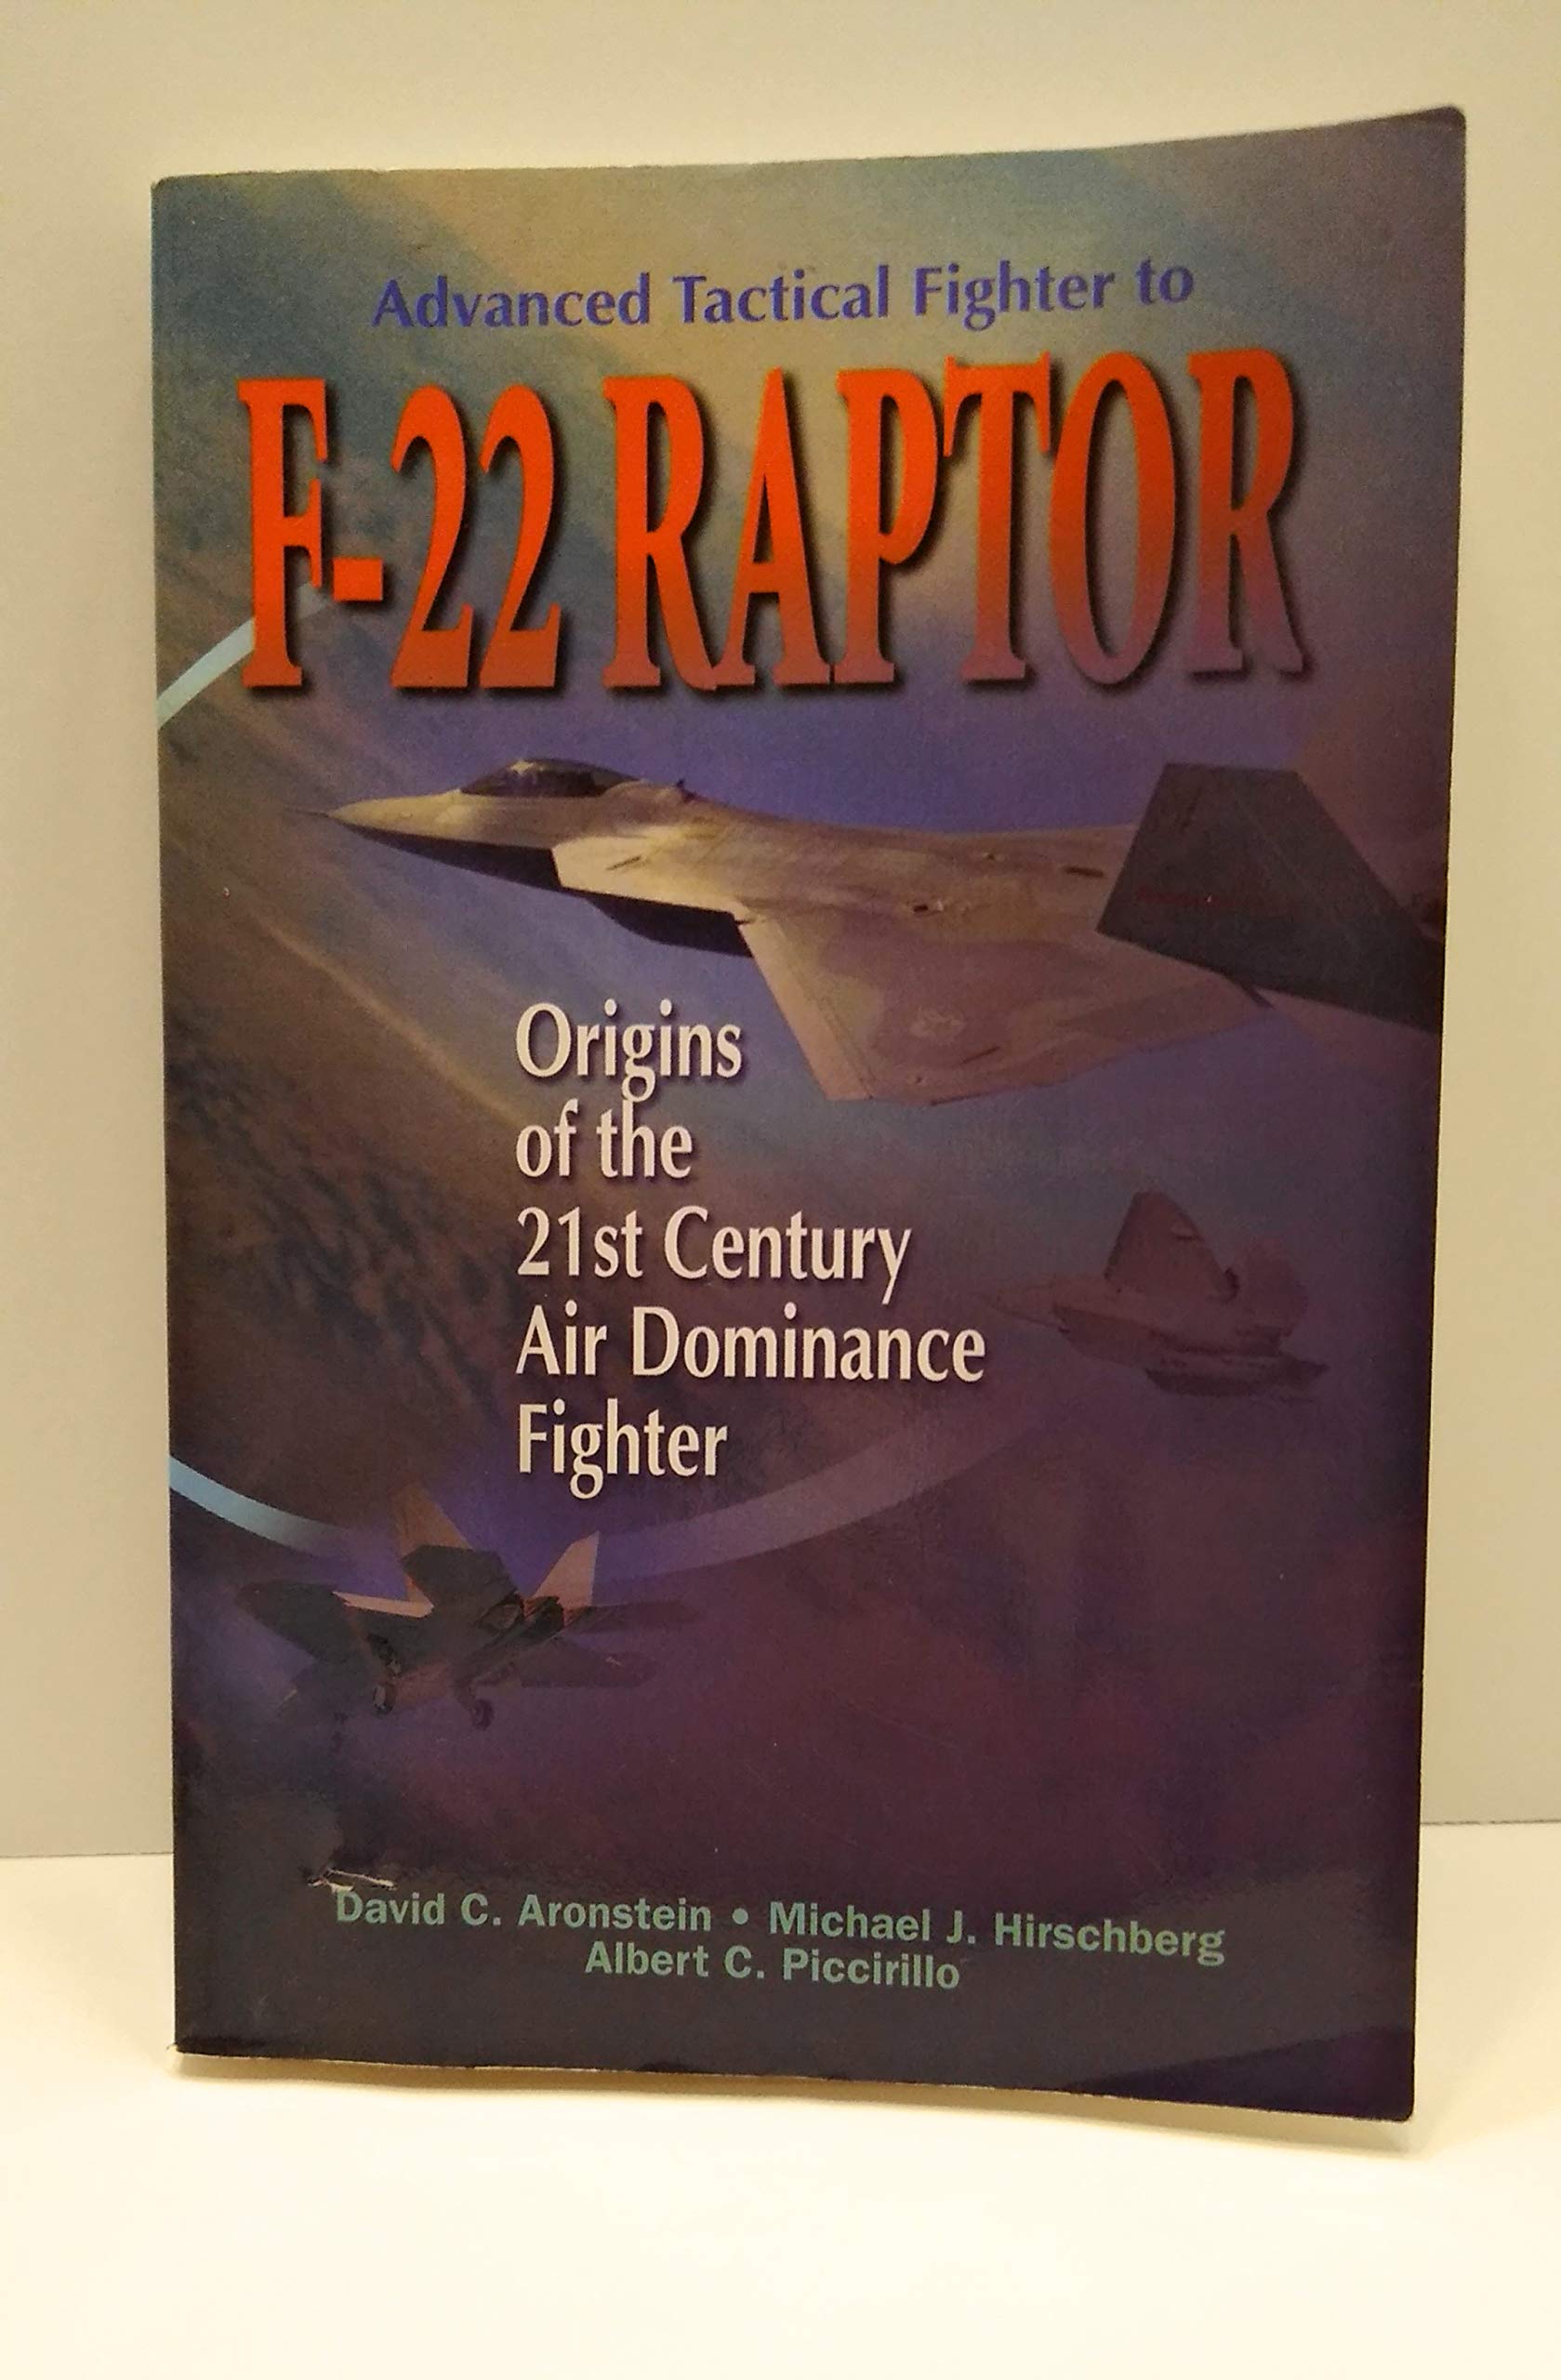 Advanced Tactical Fighter to
F-22 RAPTOR
Origins
of the
21st Century
Air Dominance
Fighter
David C. Aronstein • Michael J. Hirschberg
Albert C. Piccirillo